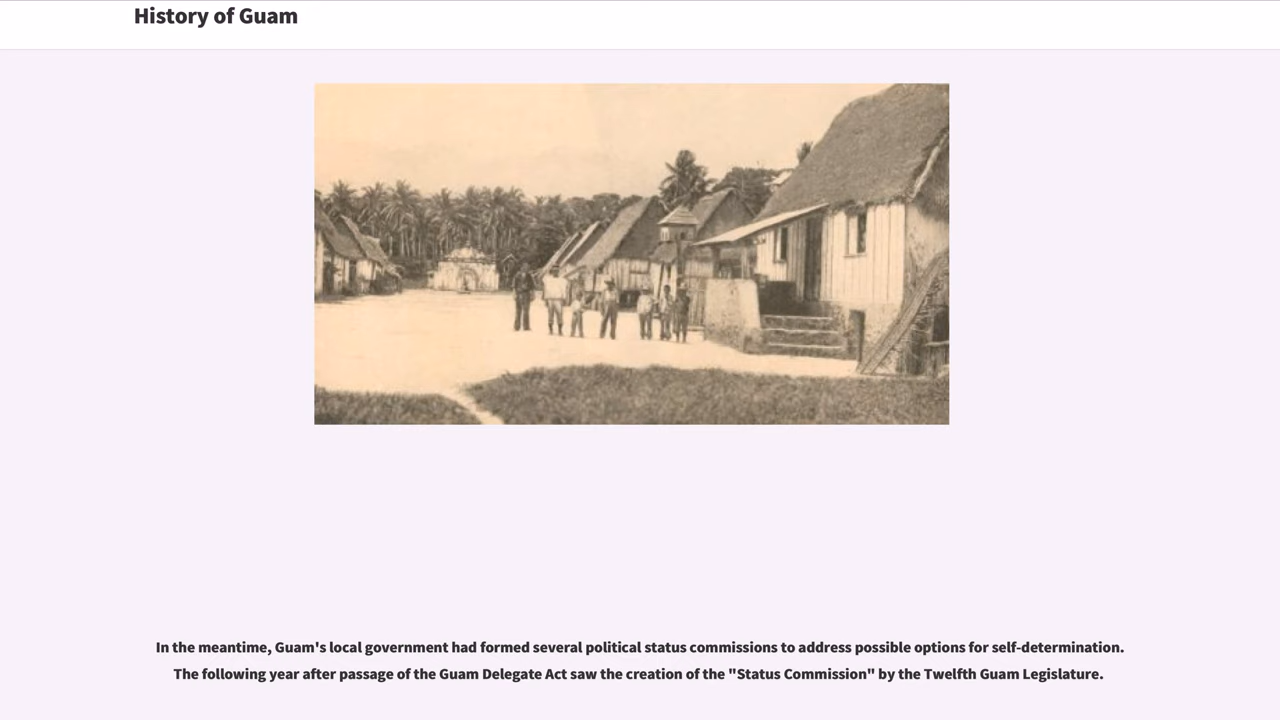 History of Guam
In the meantime, Guam's local government had formed several political status commissions to address possible options for self-determination.
The following year after passage of the Guam Delegate Act saw the creation of the "Status Commission" by the Twelfth Guam Legislature.